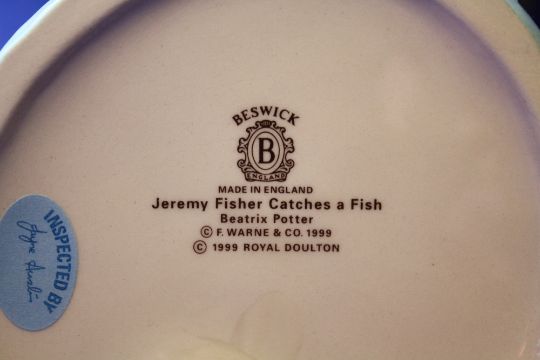 BESWICK
B
ENGLAND
MADE IN ENGLAND
Jeremy Fisher Catches a Fish
Beatrix Potter
© F. WARNE & CO. 1999
© 1999 ROYAL DOULTON
INSPECTED BY
Jayne